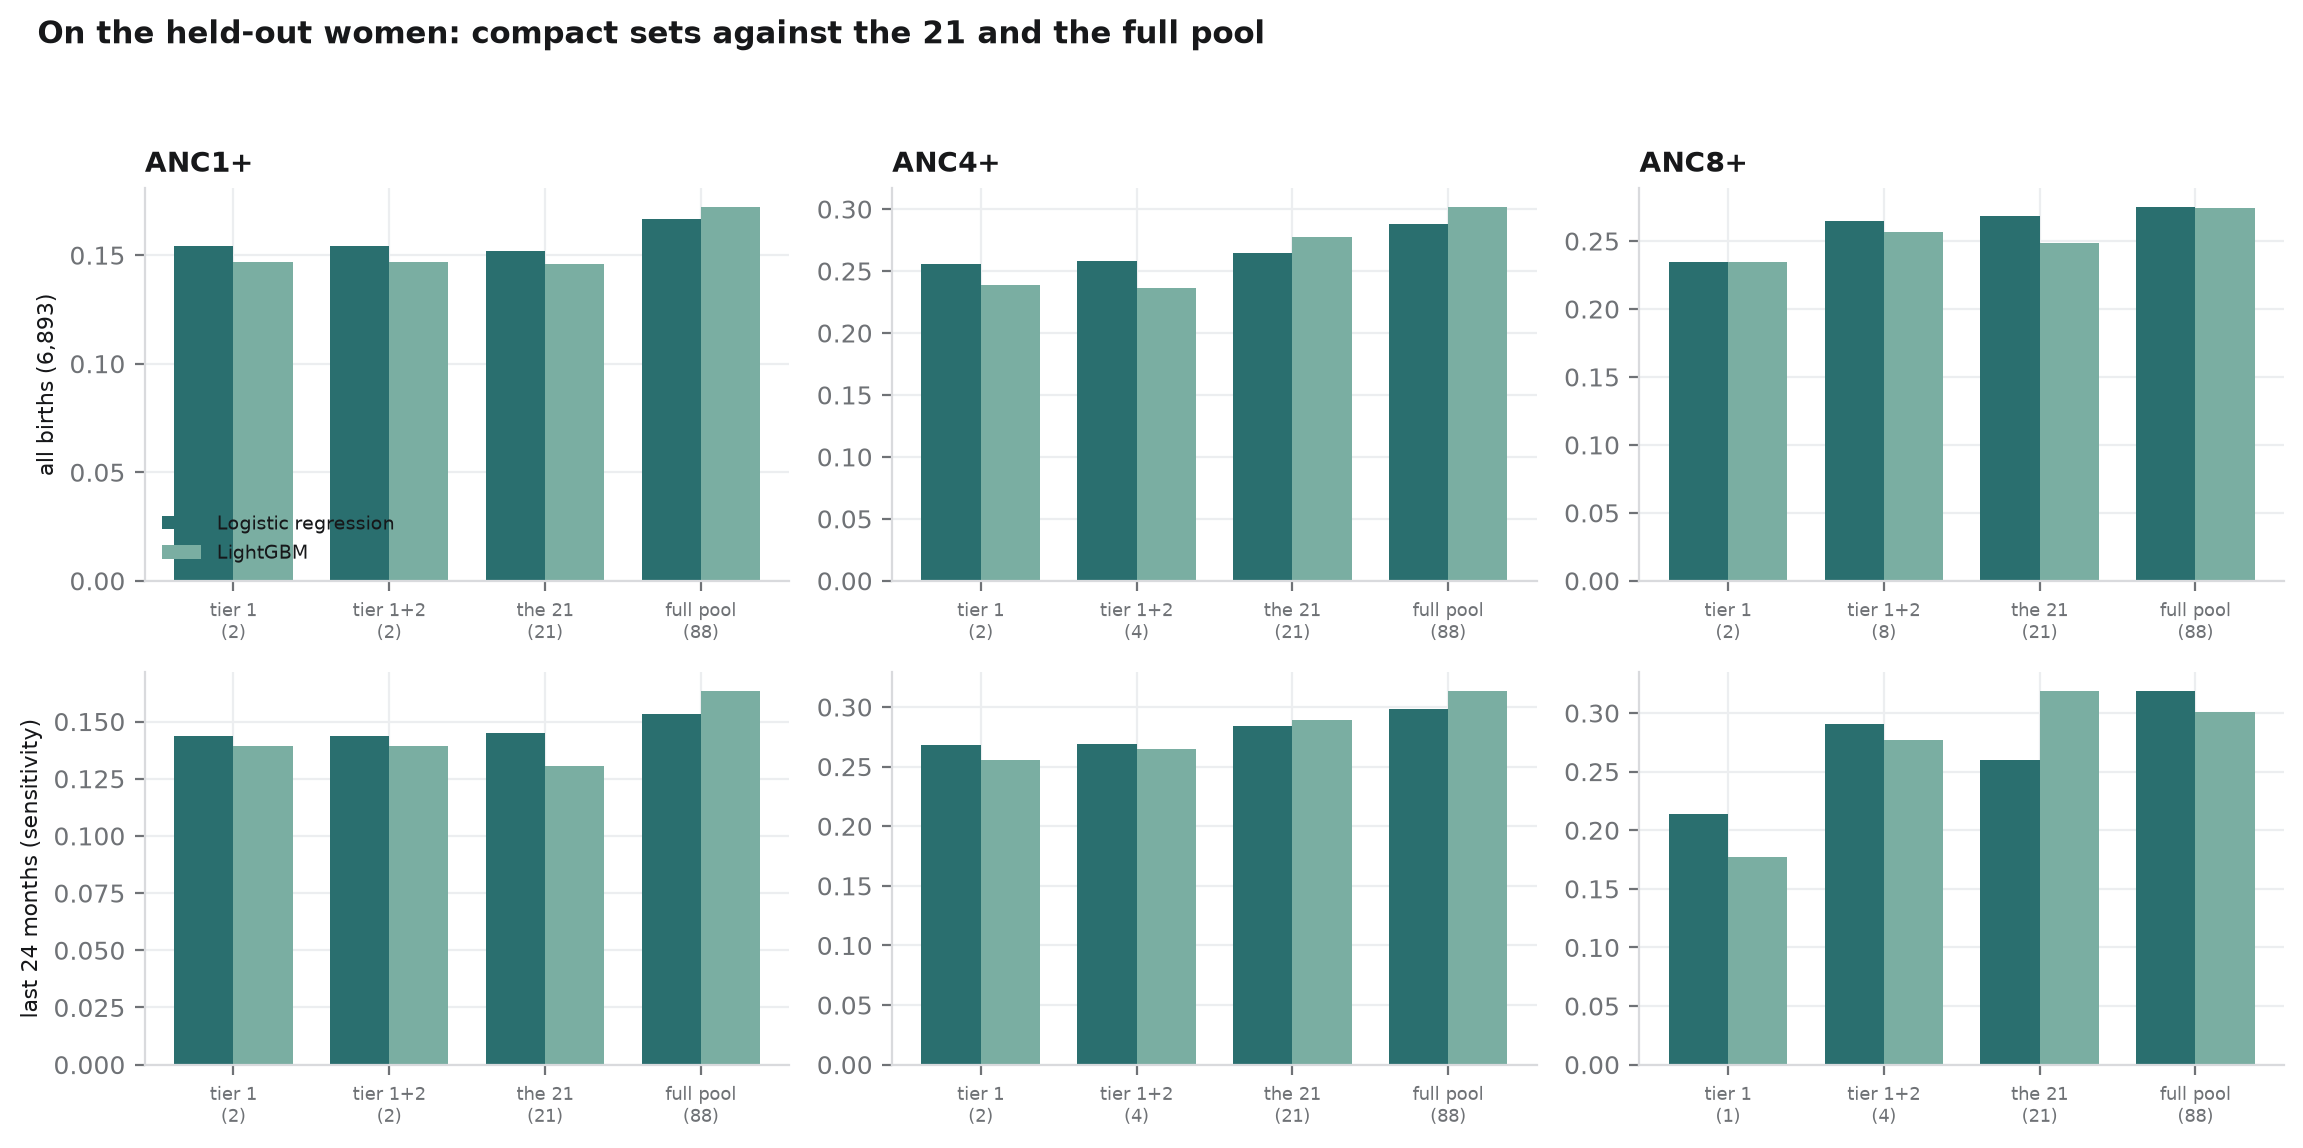 On the held-out women: compact sets against the 21 and the full pool
ANC1+
ANC4+
ANC8+
all births (6,893)
0.15
0.10
0.05
0.00
Logistic regression
LightGBM
tier 1
(2)
tier 1+2
(2)
the 21
(21)
full pool
(88)
0.30
0.25
0.20
0.15
0.10
0.05
0.00
tier 1
(2)
tier 1+2
(4)
the 21
(21)
full pool
(88)
0.25
0.20
0.15
0.10
0.05
0.00
tier 1
(2)
tier 1+2
(8)
the 21
(21)
full pool
(88)
last 24 months (sensitivity)
0.150
0.125
0.100
0.075
0.050
0.025
0.000
tier 1
(2)
tier 1+2
(2)
the 21
(21)
full pool
(88)
0.30
0.25
0.20
0.15
0.10
0.05
0.00
tier 1
(2)
tier 1+2
(4)
the 21
(21)
full pool
(88)
0.30
0.25
0.20
0.15
0.10
0.05
0.00
tier 1
(1)
tier 1+2
(4)
the 21
(21)
full pool
(88)